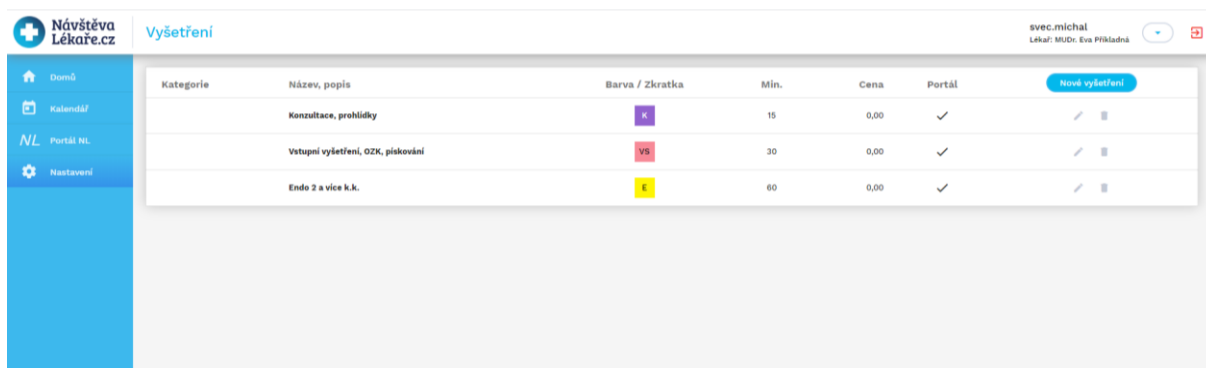 Návštěva
Lékaře.cz
Vyšetření
svec.michal
Lékař: MUDr. Eva Příkladná
Domů
Kalendář
NL Portál NL
Nastavení
Kategorie Název, popis Barva / Zkratka Min. Cena Portál Nové vyšetření
Konzultace, prohlídky K 15 0,00
Vstupní vyšetření, OZK, pískování VS 30 0,00
Endo 2 a více k.k. E 60 0,00